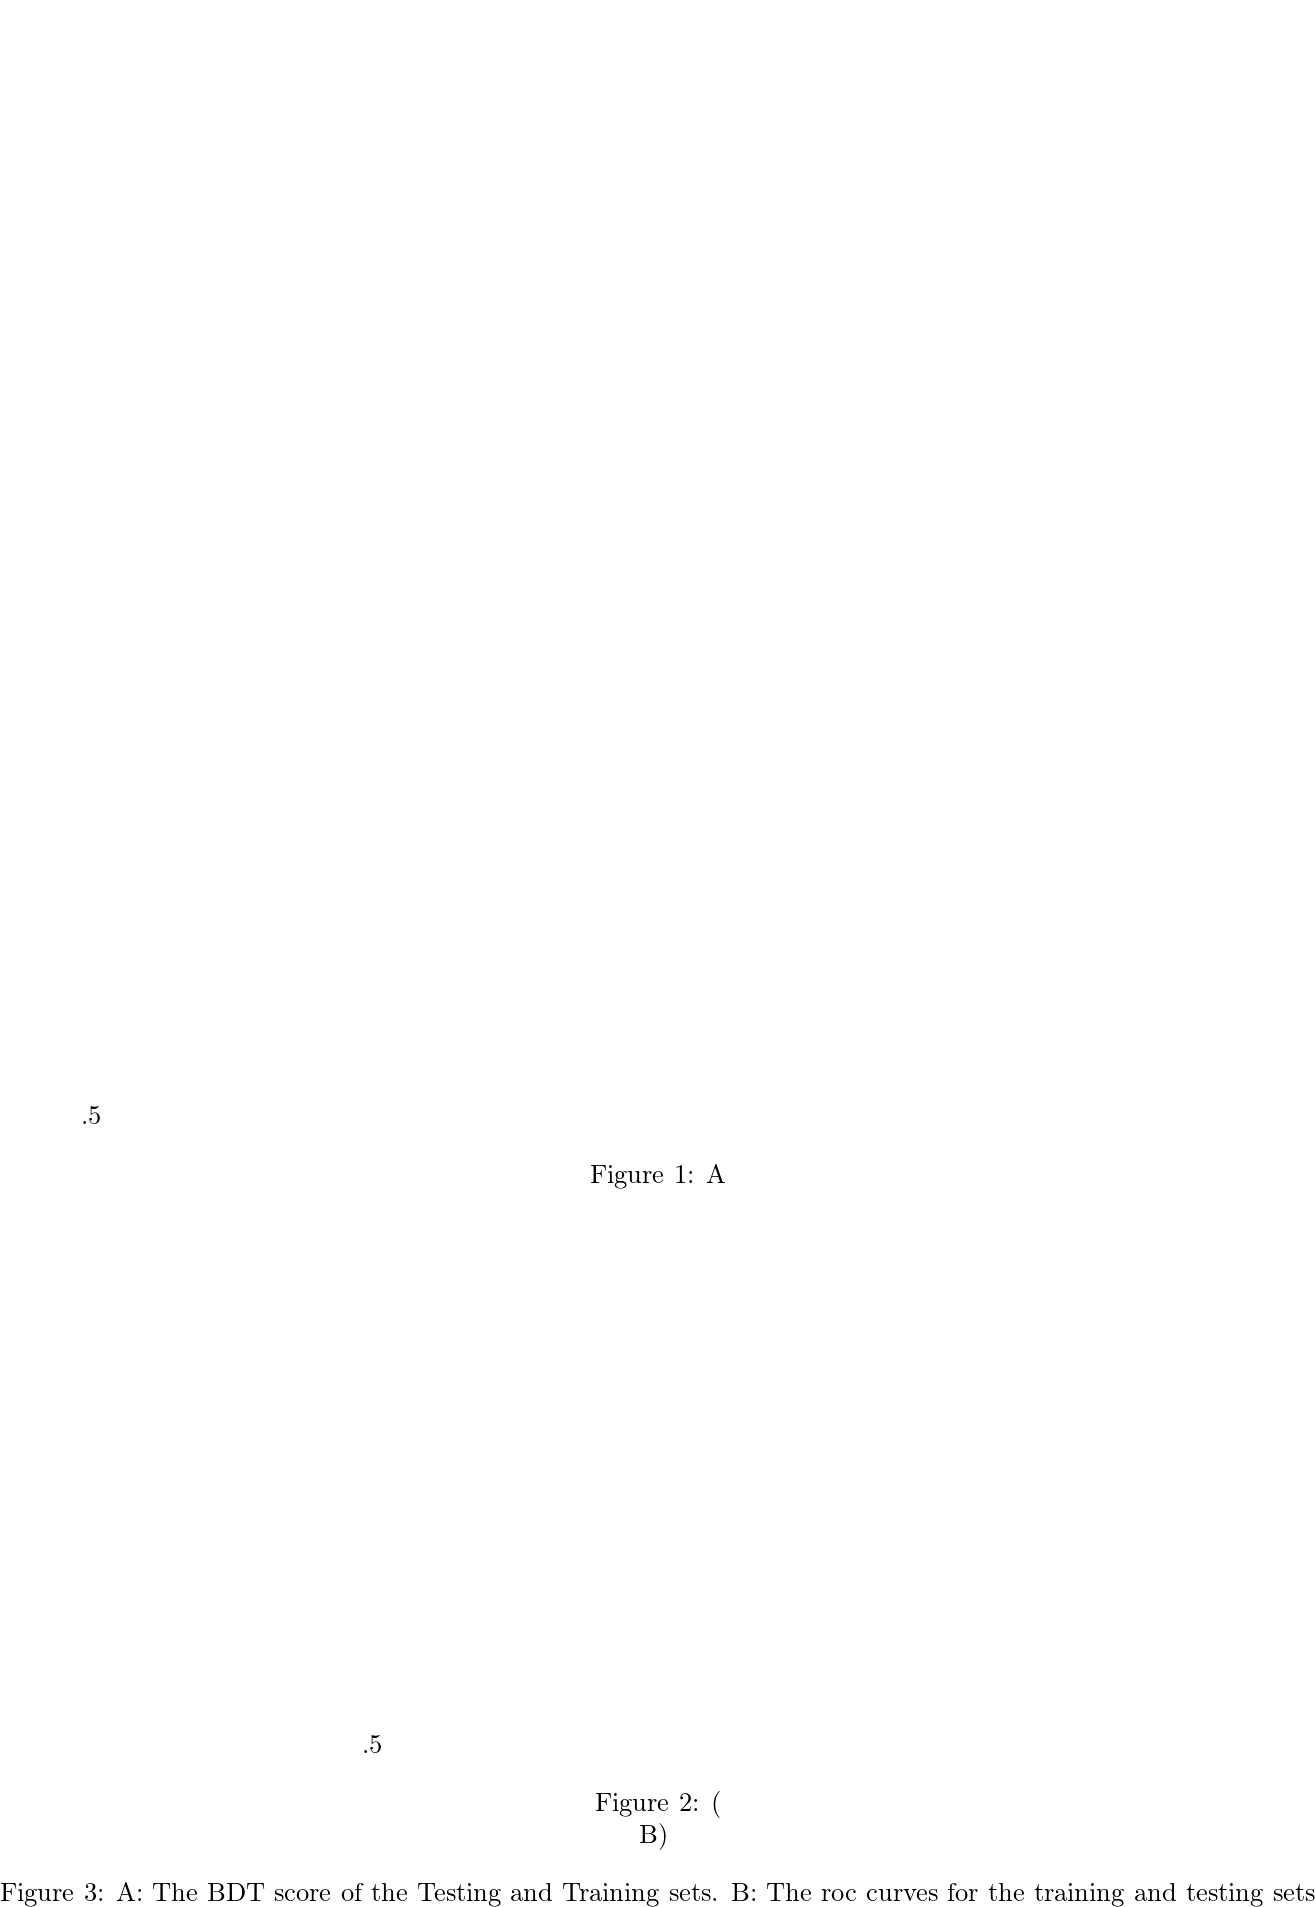 .5
Figure 1: A
.5
Figure 2: (
B)
Figure 3: A: The BDT score of the Testing and Training sets. B: The roc curves for the training and testing sets